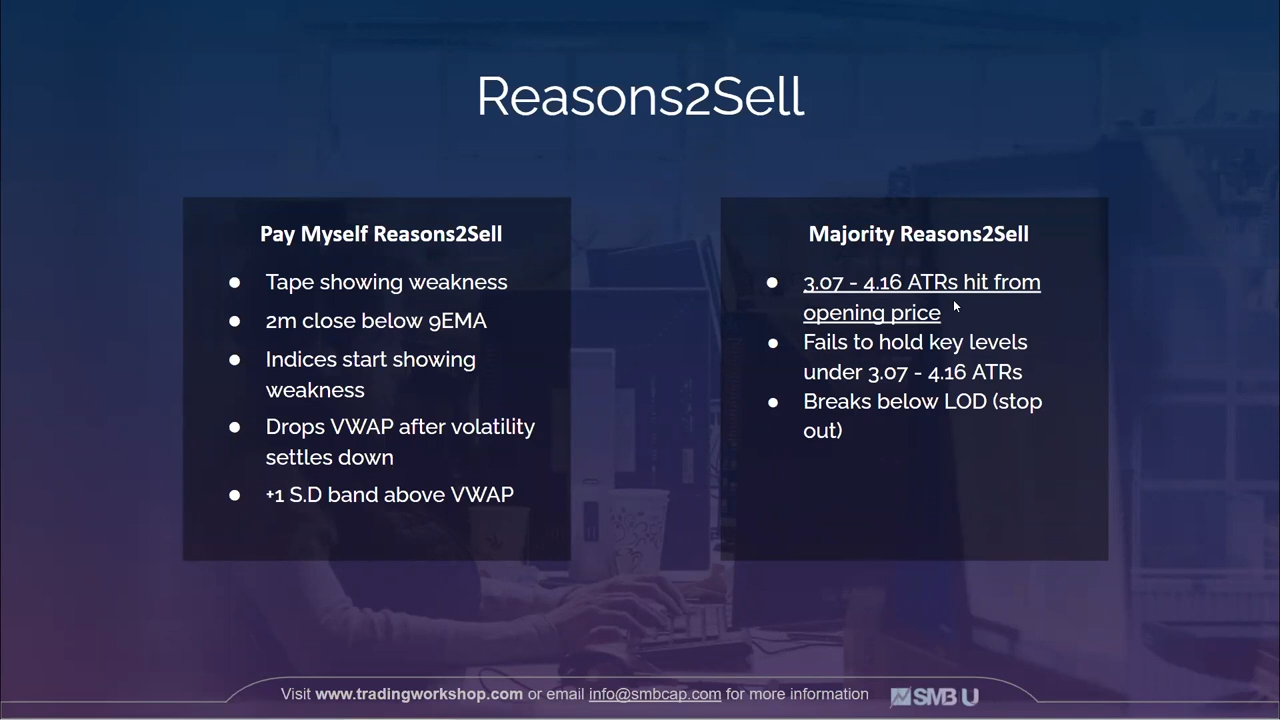 Reasons2Sell
Pay Myself Reasons2Sell
● Tape showing weakness
● 2m close below 9EMA
● Indices start showing
weakness
● Drops VWAP after volatility
settles down
● +1 S.D band above VWAP
Majority Reasons2Sell
● 3.07 - 4.16 ATRs hit from
opening price
● Fails to hold key levels
under 3.07 - 4.16 ATRs
● Breaks below LOD (stop
out)
Visit www.tradingworkshop.com or email info@smbcap.com for more information
SMB U